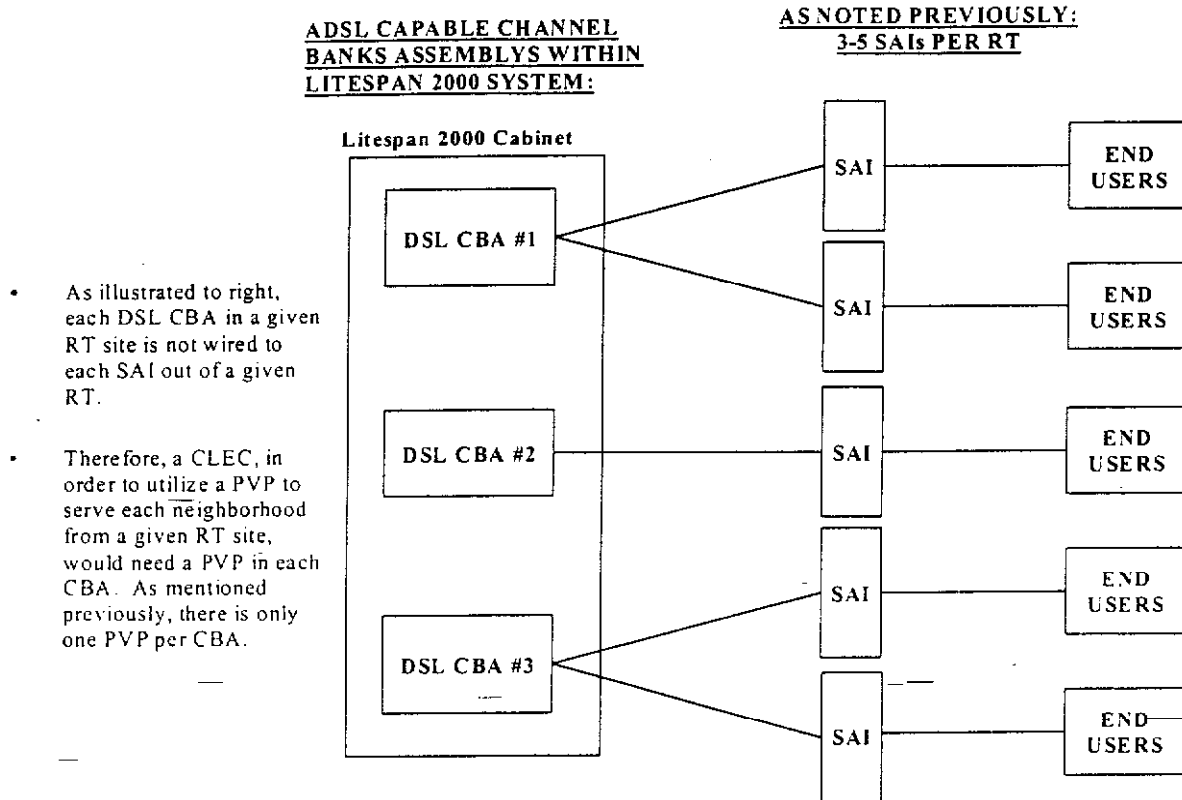 ADSL CAPABLE CHANNEL
BANKS ASSEMBLYS WITHIN
LITESPAN 2000 SYSTEM:
AS NOTED PREVIOUSLY:
3-5 SAIs PER RT
Litespan 2000 Cabinet
DSL CBA #1
SAI
END
USERS
SAI
END
USERS
• As illustrated to right,
each DSL CBA in a given
RT site is not wired to
each SAI out of a given
RT.
DSL CBA #2
SAI
END
USERS
• Therefore, a CLEC, in
order to utilize a PVP to
serve each neighborhood
from a given RT site,
would need a PVP in each
CBA. As mentioned
previously, there is only
one PVP per CBA.
DSL CBA #3
SAI
END
USERS
SAI
END
USERS